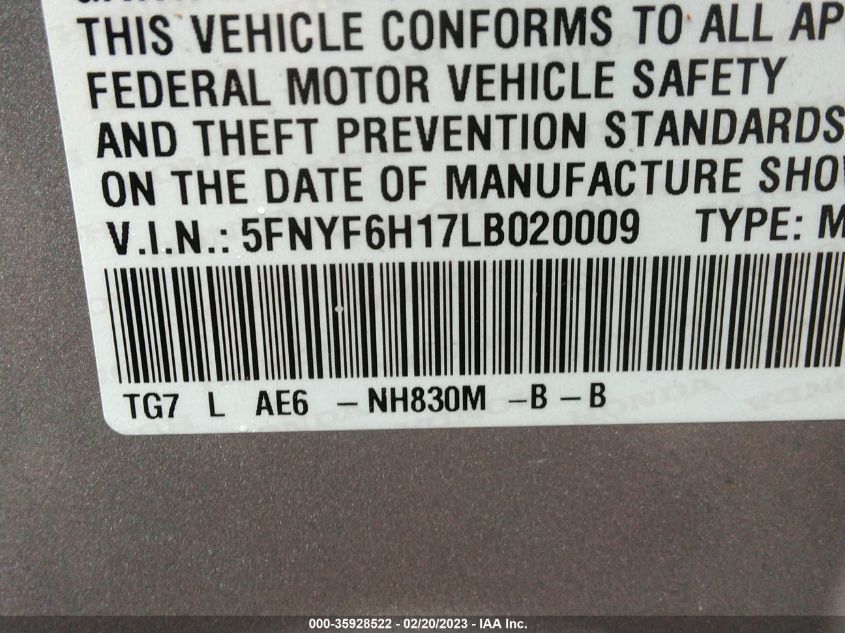 THIS VEHICLE CONFORMS TO ALL AP
FEDERAL MOTOR VEHICLE SAFETY
AND THEFT PREVENTION STANDARDS
ON THE DATE OF MANUFACTURE SHO
V.I.N.: 5FNYF6H17LB020009 TYPE: M
TG7 L AE6 - NH830M - B - B
000-35928522 - 02/20/2023 - IAA Inc.